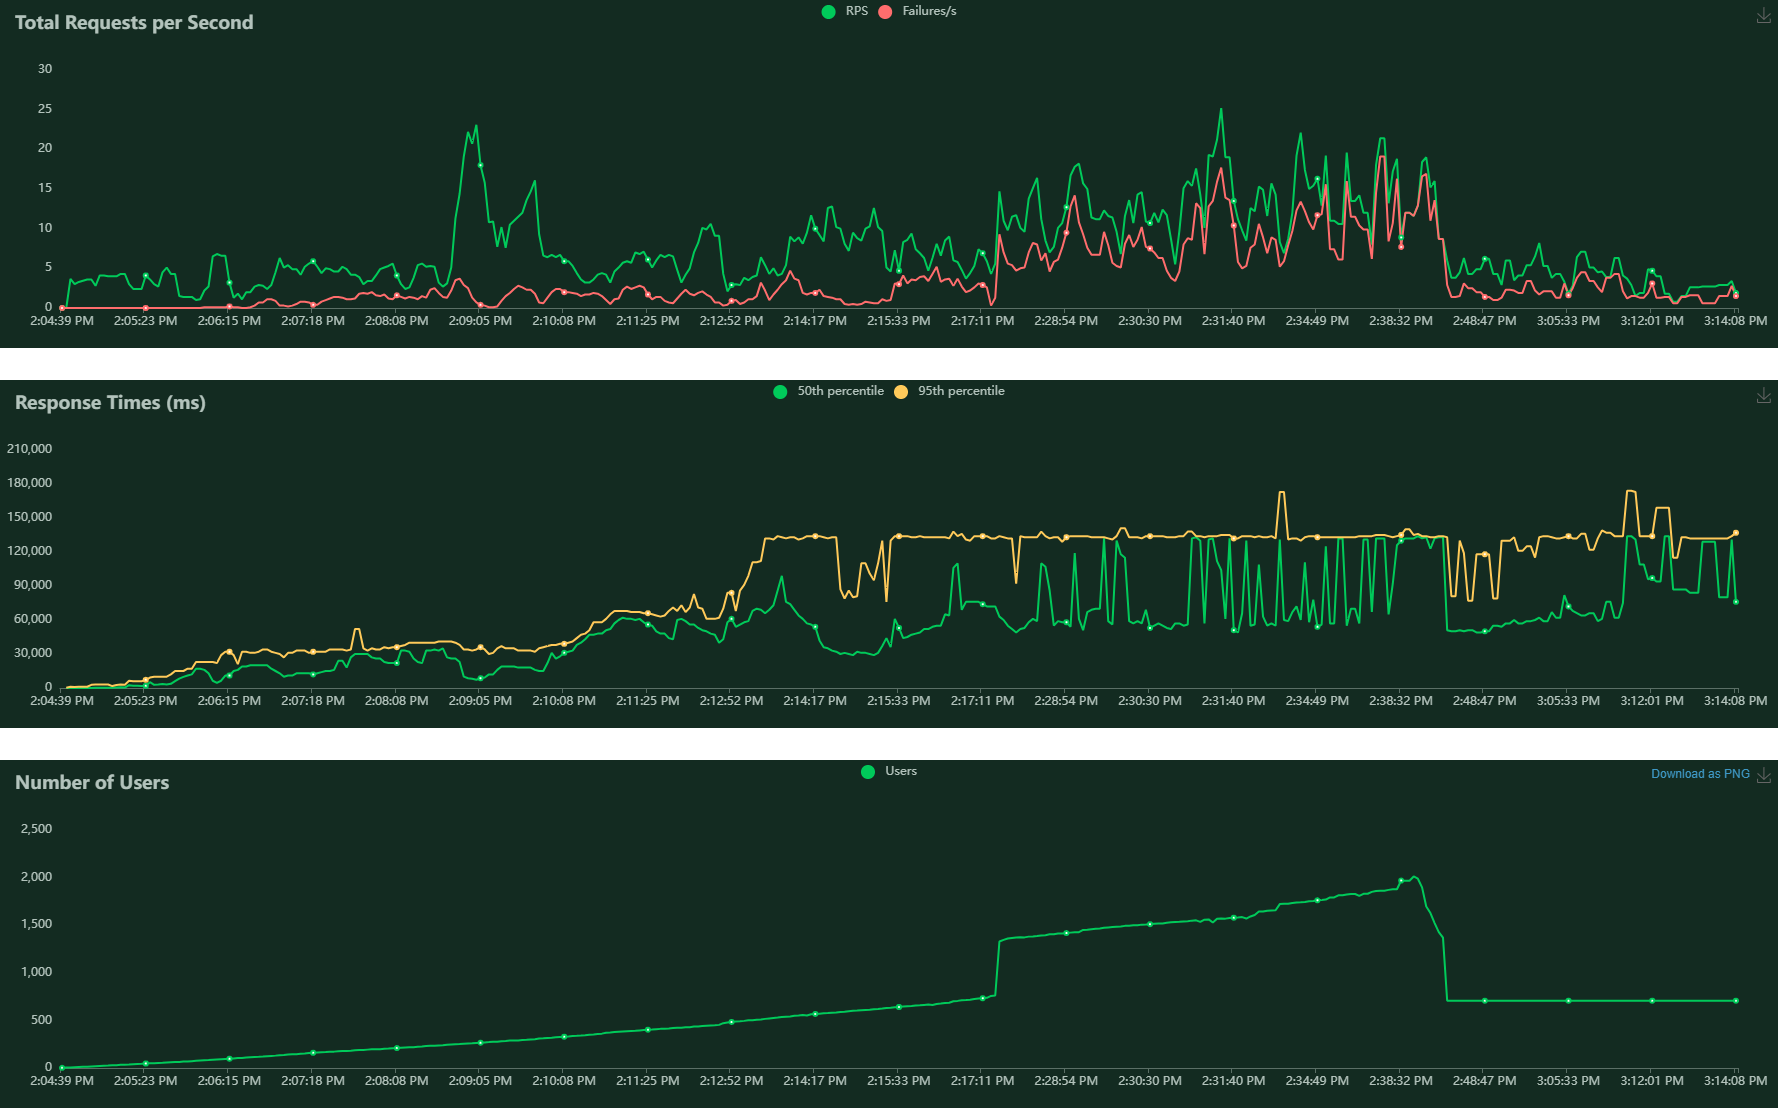 Total Requests per Second
RPS Failures/s
30
25
20
15
10
5
0
2:04:39 PM 2:05:23 PM 2:06:15 PM 2:07:18 PM 2:08:08 PM 2:09:05 PM 2:10:08 PM 2:11:25 PM 2:12:52 PM 2:14:17 PM 2:15:33 PM 2:17:11 PM 2:28:54 PM 2:30:30 PM 2:31:40 PM 2:34:49 PM 2:38:32 PM 2:48:47 PM 3:05:33 PM 3:12:01 PM 3:14:08 PM
Response Times (ms)
50th percentile 95th percentile
210,000
180,000
150,000
120,000
90,000
60,000
30,000
0
2:04:39 PM 2:05:23 PM 2:06:15 PM 2:07:18 PM 2:08:08 PM 2:09:05 PM 2:10:08 PM 2:11:25 PM 2:12:52 PM 2:14:17 PM 2:15:33 PM 2:17:11 PM 2:28:54 PM 2:30:30 PM 2:31:40 PM 2:34:49 PM 2:38:32 PM 2:48:47 PM 3:05:33 PM 3:12:01 PM 3:14:08 PM
Number of Users
Users
Download as PNG
2,500
2,000
1,500
1,000
500
0
2:04:39 PM 2:05:23 PM 2:06:15 PM 2:07:18 PM 2:08:08 PM 2:09:05 PM 2:10:08 PM 2:11:25 PM 2:12:52 PM 2:14:17 PM 2:15:33 PM 2:17:11 PM 2:28:54 PM 2:30:30 PM 2:31:40 PM 2:34:49 PM 2:38:32 PM 2:48:47 PM 3:05:33 PM 3:12:01 PM 3:14:08 PM